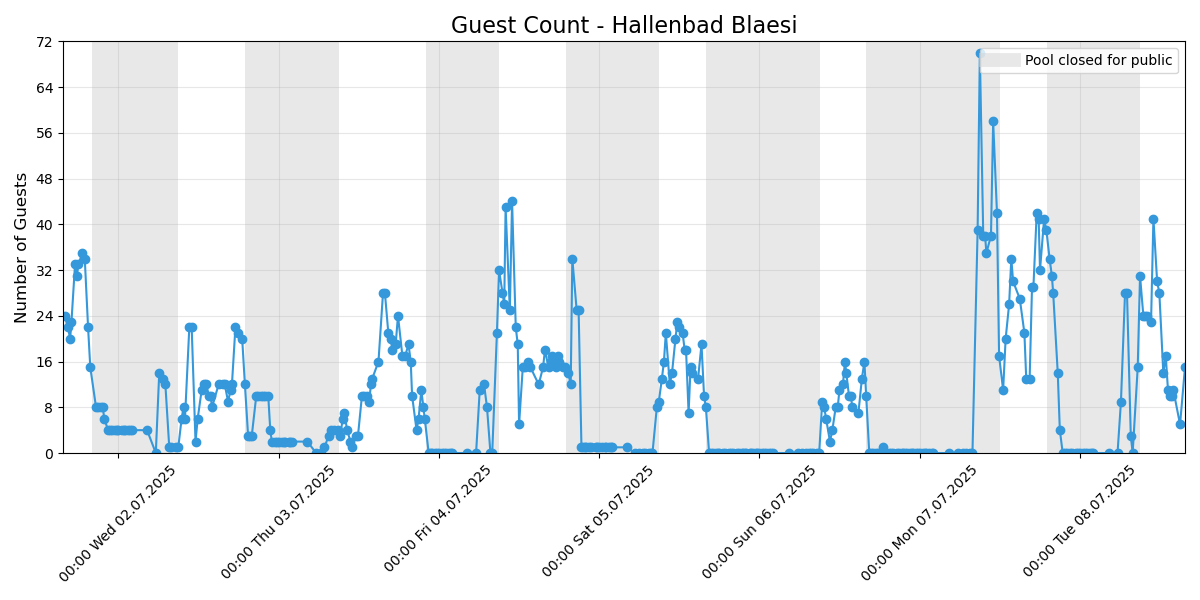 Guest Count - Hallenbad Blaesi
Pool closed for public
Number of Guests
72
64
56
48
40
32
24
16
8
0
00:00 Wed 02.07.2025
00:00 Thu 03.07.2025
00:00 Fri 04.07.2025
00:00 Sat 05.07.2025
00:00 Sun 06.07.2025
00:00 Mon 07.07.2025
00:00 Tue 08.07.2025